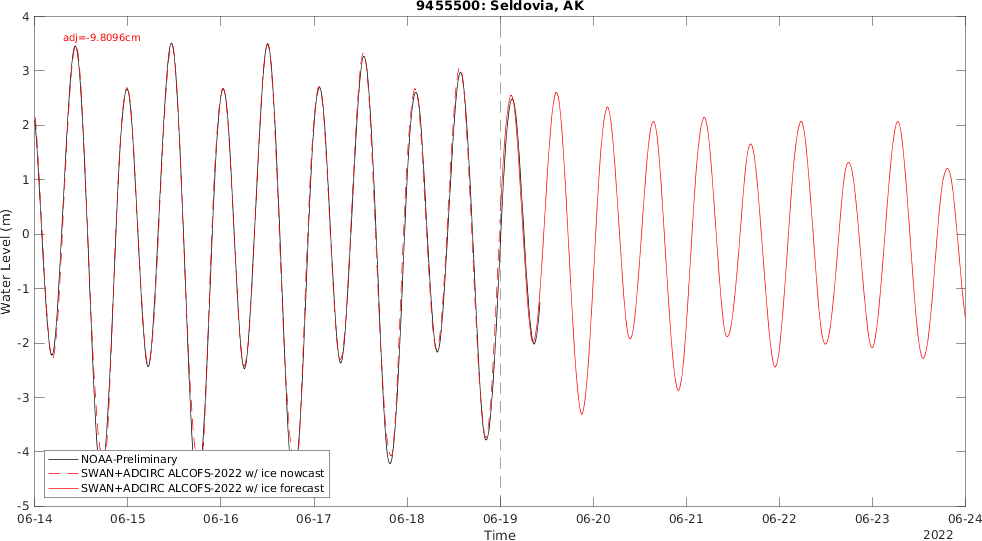 9455500: Seldovia, AK
adj=-9.8096cm
4
3
2
1
0
-1
-2
-3
-4
-5
Water Level (m)
NOAA-Preliminary
SWAN+ADCIRC ALCOFS-2022 w/ ice nowcast
SWAN+ADCIRC ALCOFS-2022 w/ ice forecast
06-14 06-15 06-16 06-17 06-18 06-19 06-20 06-21 06-22 06-23 06-24
Time
2022